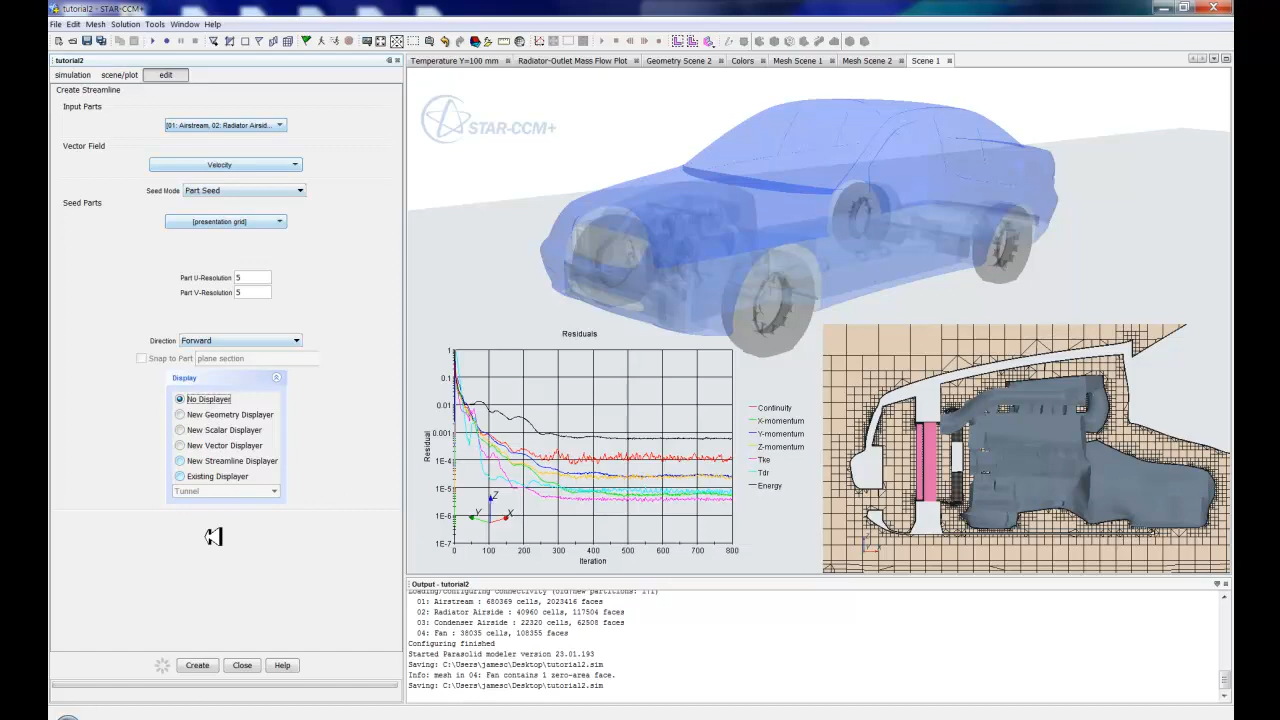 tutorial2 - STAR-CCM+
File Edit Mesh Solution Tools Window Help
tutorial2
simulation scene/plot edit
Create Streamline
Input Parts
[01: Airstream, 02: Radiator Airsid...
Vector Field
Velocity
Seed Mode Part Seed
Seed Parts
[presentation grid]
Part U-Resolution 5
Part V-Resolution 5
Direction Forward
Snap to Part plane section
Display
No Displayer
New Geometry Displayer
New Scalar Displayer
New Vector Displayer
New Streamline Displayer
Existing Displayer
Tunnel
Create Close Help
Temperature Y=100 mm Radiator-Outlet Mass Flow Plot Geometry Scene 2 Colors Mesh Scene 1 Mesh Scene 2 Scene 1
STAR-CCM+
Residuals
1
0.1
0.01
0.001
1E-4
1E-5
1E-6
1E-7
Residual
0 100 200 300 400 500 600 700 800
Iteration
Z
Y X
Continuity
X-momentum
Y-momentum
Z-momentum
Tke
Tdr
Energy
Output - tutorial2
Loading/configuring connectivity (old|new partitions: 1|1)
01: Airstream : 680369 cells, 2023416 faces
02: Radiator Airside : 40960 cells, 117504 faces
03: Condenser Airside : 22320 cells, 62508 faces
04: Fan : 38035 cells, 108355 faces
Configuring finished
Started Parasolid modeler version 23.01.193
Saving: C:\Users\jamesc\Desktop\tutorial2.sim
Info: mesh in 04: Fan contains 1 zero-area face.
Saving: C:\Users\jamesc\Desktop\tutorial2.sim